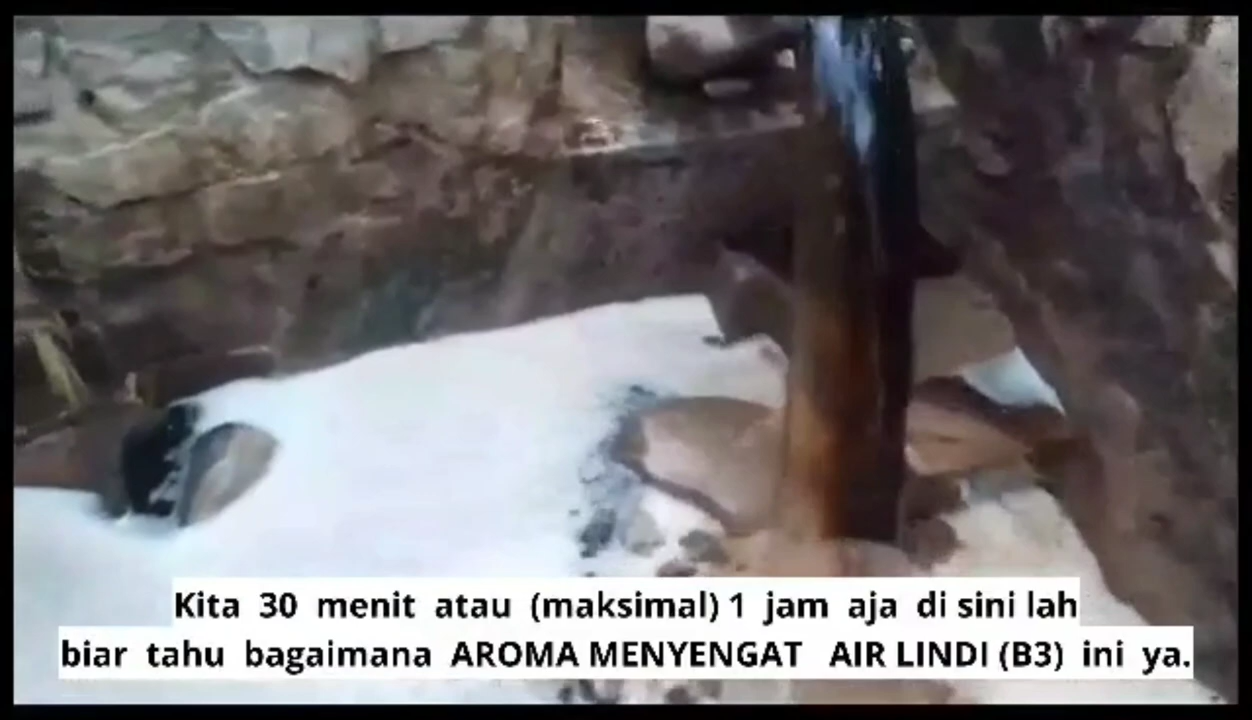 Kita 30 menit atau (maksimal) 1 jam aja di sini lah
biar tahu bagaimana AROMA MENYENGAT AIR LINDI (B3) ini ya.